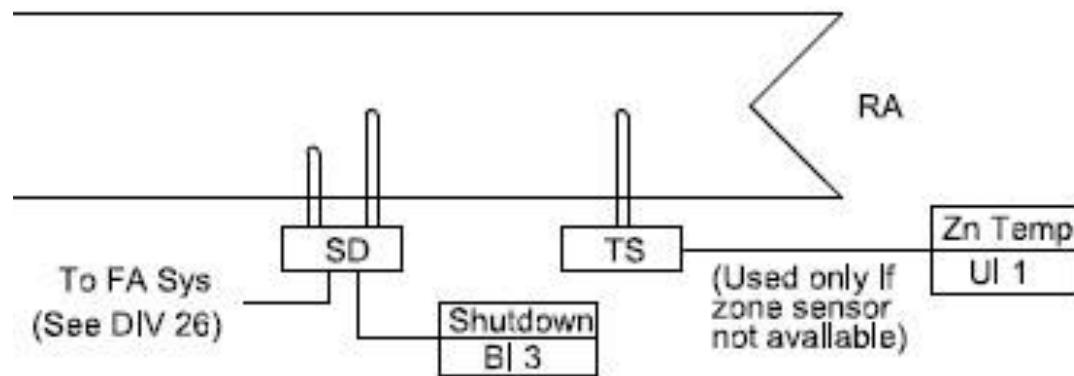 RA
SD
TS
Zn Temp
UI 1
To FA Sys
(See DIV 26)
(Used only if
zone sensor
not available)
Shutdown
BI 3